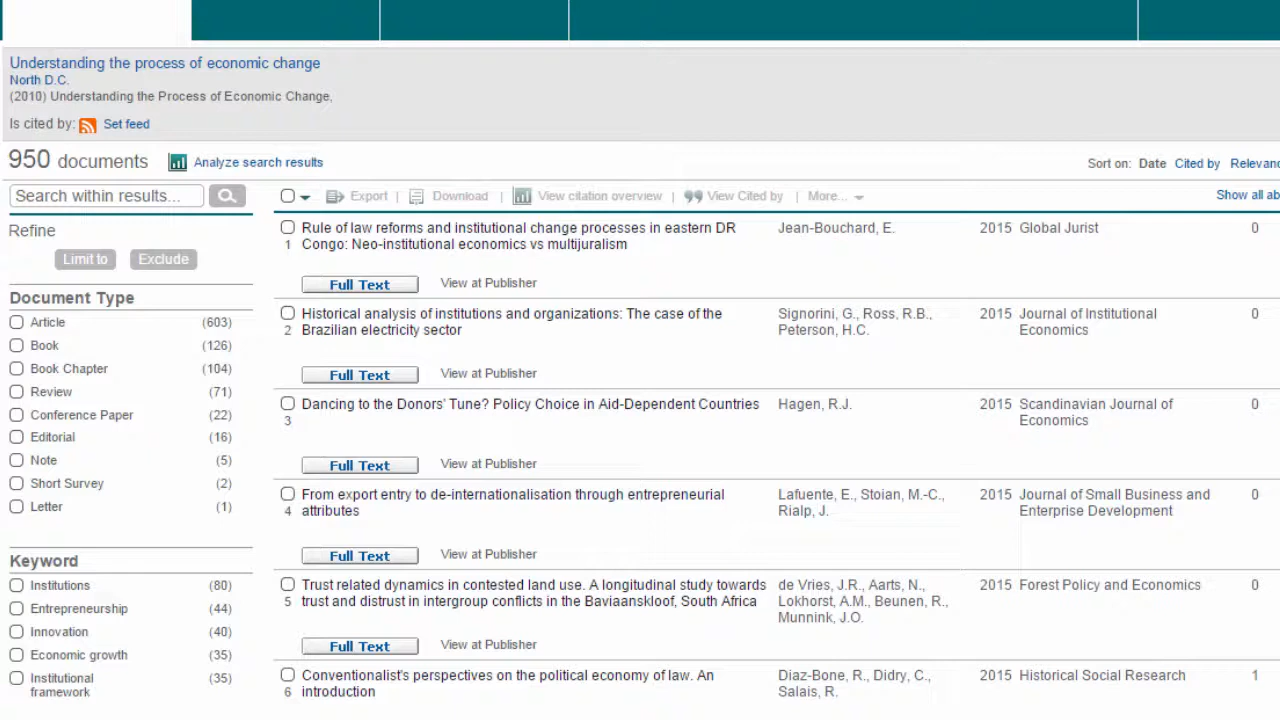 Understanding the process of economic change
North D.C.
(2010) Understanding the Process of Economic Change,
Is cited by: Set feed
950 documents Analyze search results
Sort on: Date Cited by
Search within results...
Export | Download | View citation overview | View Cited by | More...
Show all
Refine
Limit to Exclude
Document Type
Article (603)
Book (126)
Book Chapter (104)
Review (71)
Conference Paper (22)
Editorial (16)
Note (5)
Short Survey (2)
Letter (1)
Keyword
Institutions (80)
Entrepreneurship (44)
Innovation (40)
Economic growth (35)
Institutional (35)
framework
Rule of law reforms and institutional change processes in eastern DR Jean-Bouchard, E. 2015 Global Jurist 0
1 Congo: Neo-institutional economics vs multijuralism
Full Text View at Publisher
Historical analysis of institutions and organizations: The case of the Signorini, G., Ross, R.B., 2015 Journal of Institutional 0
2 Brazilian electricity sector Peterson, H.C. Economics
Full Text View at Publisher
Dancing to the Donors' Tune? Policy Choice in Aid-Dependent Countries Hagen, R.J. 2015 Scandinavian Journal of 0
3 Economics
Full Text View at Publisher
From export entry to de-internationalisation through entrepreneurial Lafuente, E., Stoian, M.-C., 2015 Journal of Small Business and 0
4 attributes Rialp, J. Enterprise Development
Full Text View at Publisher
Trust related dynamics in contested land use. A longitudinal study towards de Vries, J.R., Aarts, N., 2015 Forest Policy and Economics 0
5 trust and distrust in intergroup conflicts in the Baviaanskloof, South Africa Lokhorst, A.M., Beunen, R.,
Munnink, J.O.
Full Text View at Publisher
Conventionalist's perspectives on the political economy of law. An Diaz-Bone, R., Didry, C., 2015 Historical Social Research 1
6 introduction Salais, R.